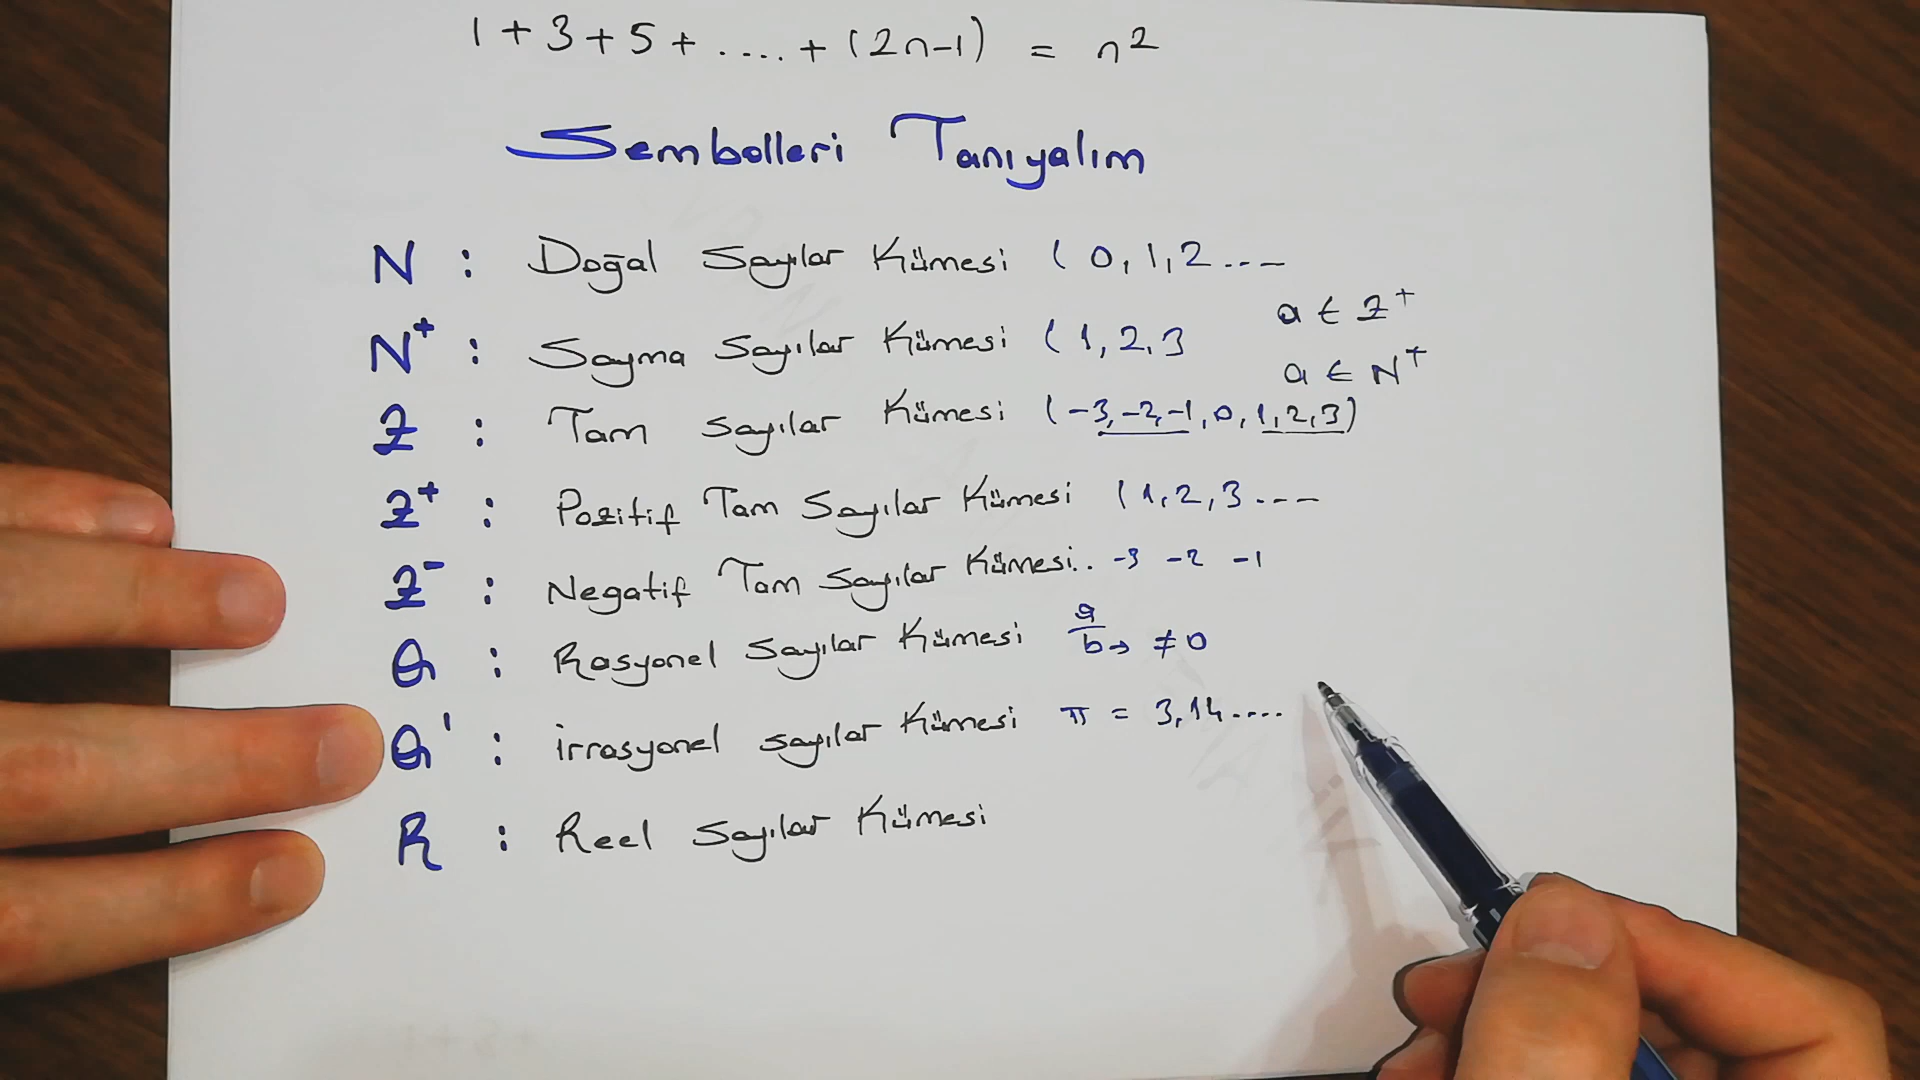 1 + 3 + 5 + .... + (2n-1) = n²
Sembolleri Tanıyalım
N : Doğal Sayılar Kümesi ( 0, 1, 2 ...
a ∈ Z⁺
N⁺ : Sayma Sayılar Kümesi ( 1, 2, 3
a ∈ N⁺
Z : Tam Sayılar Kümesi ( -3, -2, -1, 0, 1, 2, 3)
Z⁺ : Pozitif Tam Sayılar Kümesi ( 1, 2, 3 ...
Z⁻ : Negatif Tam Sayılar Kümesi.. -3 -2 -1
Q : Rasyonel Sayılar Kümesi a/b → ≠ 0
Q' : irrasyonel sayılar Kümesi π = 3,14....
R : Reel Sayılar Kümesi